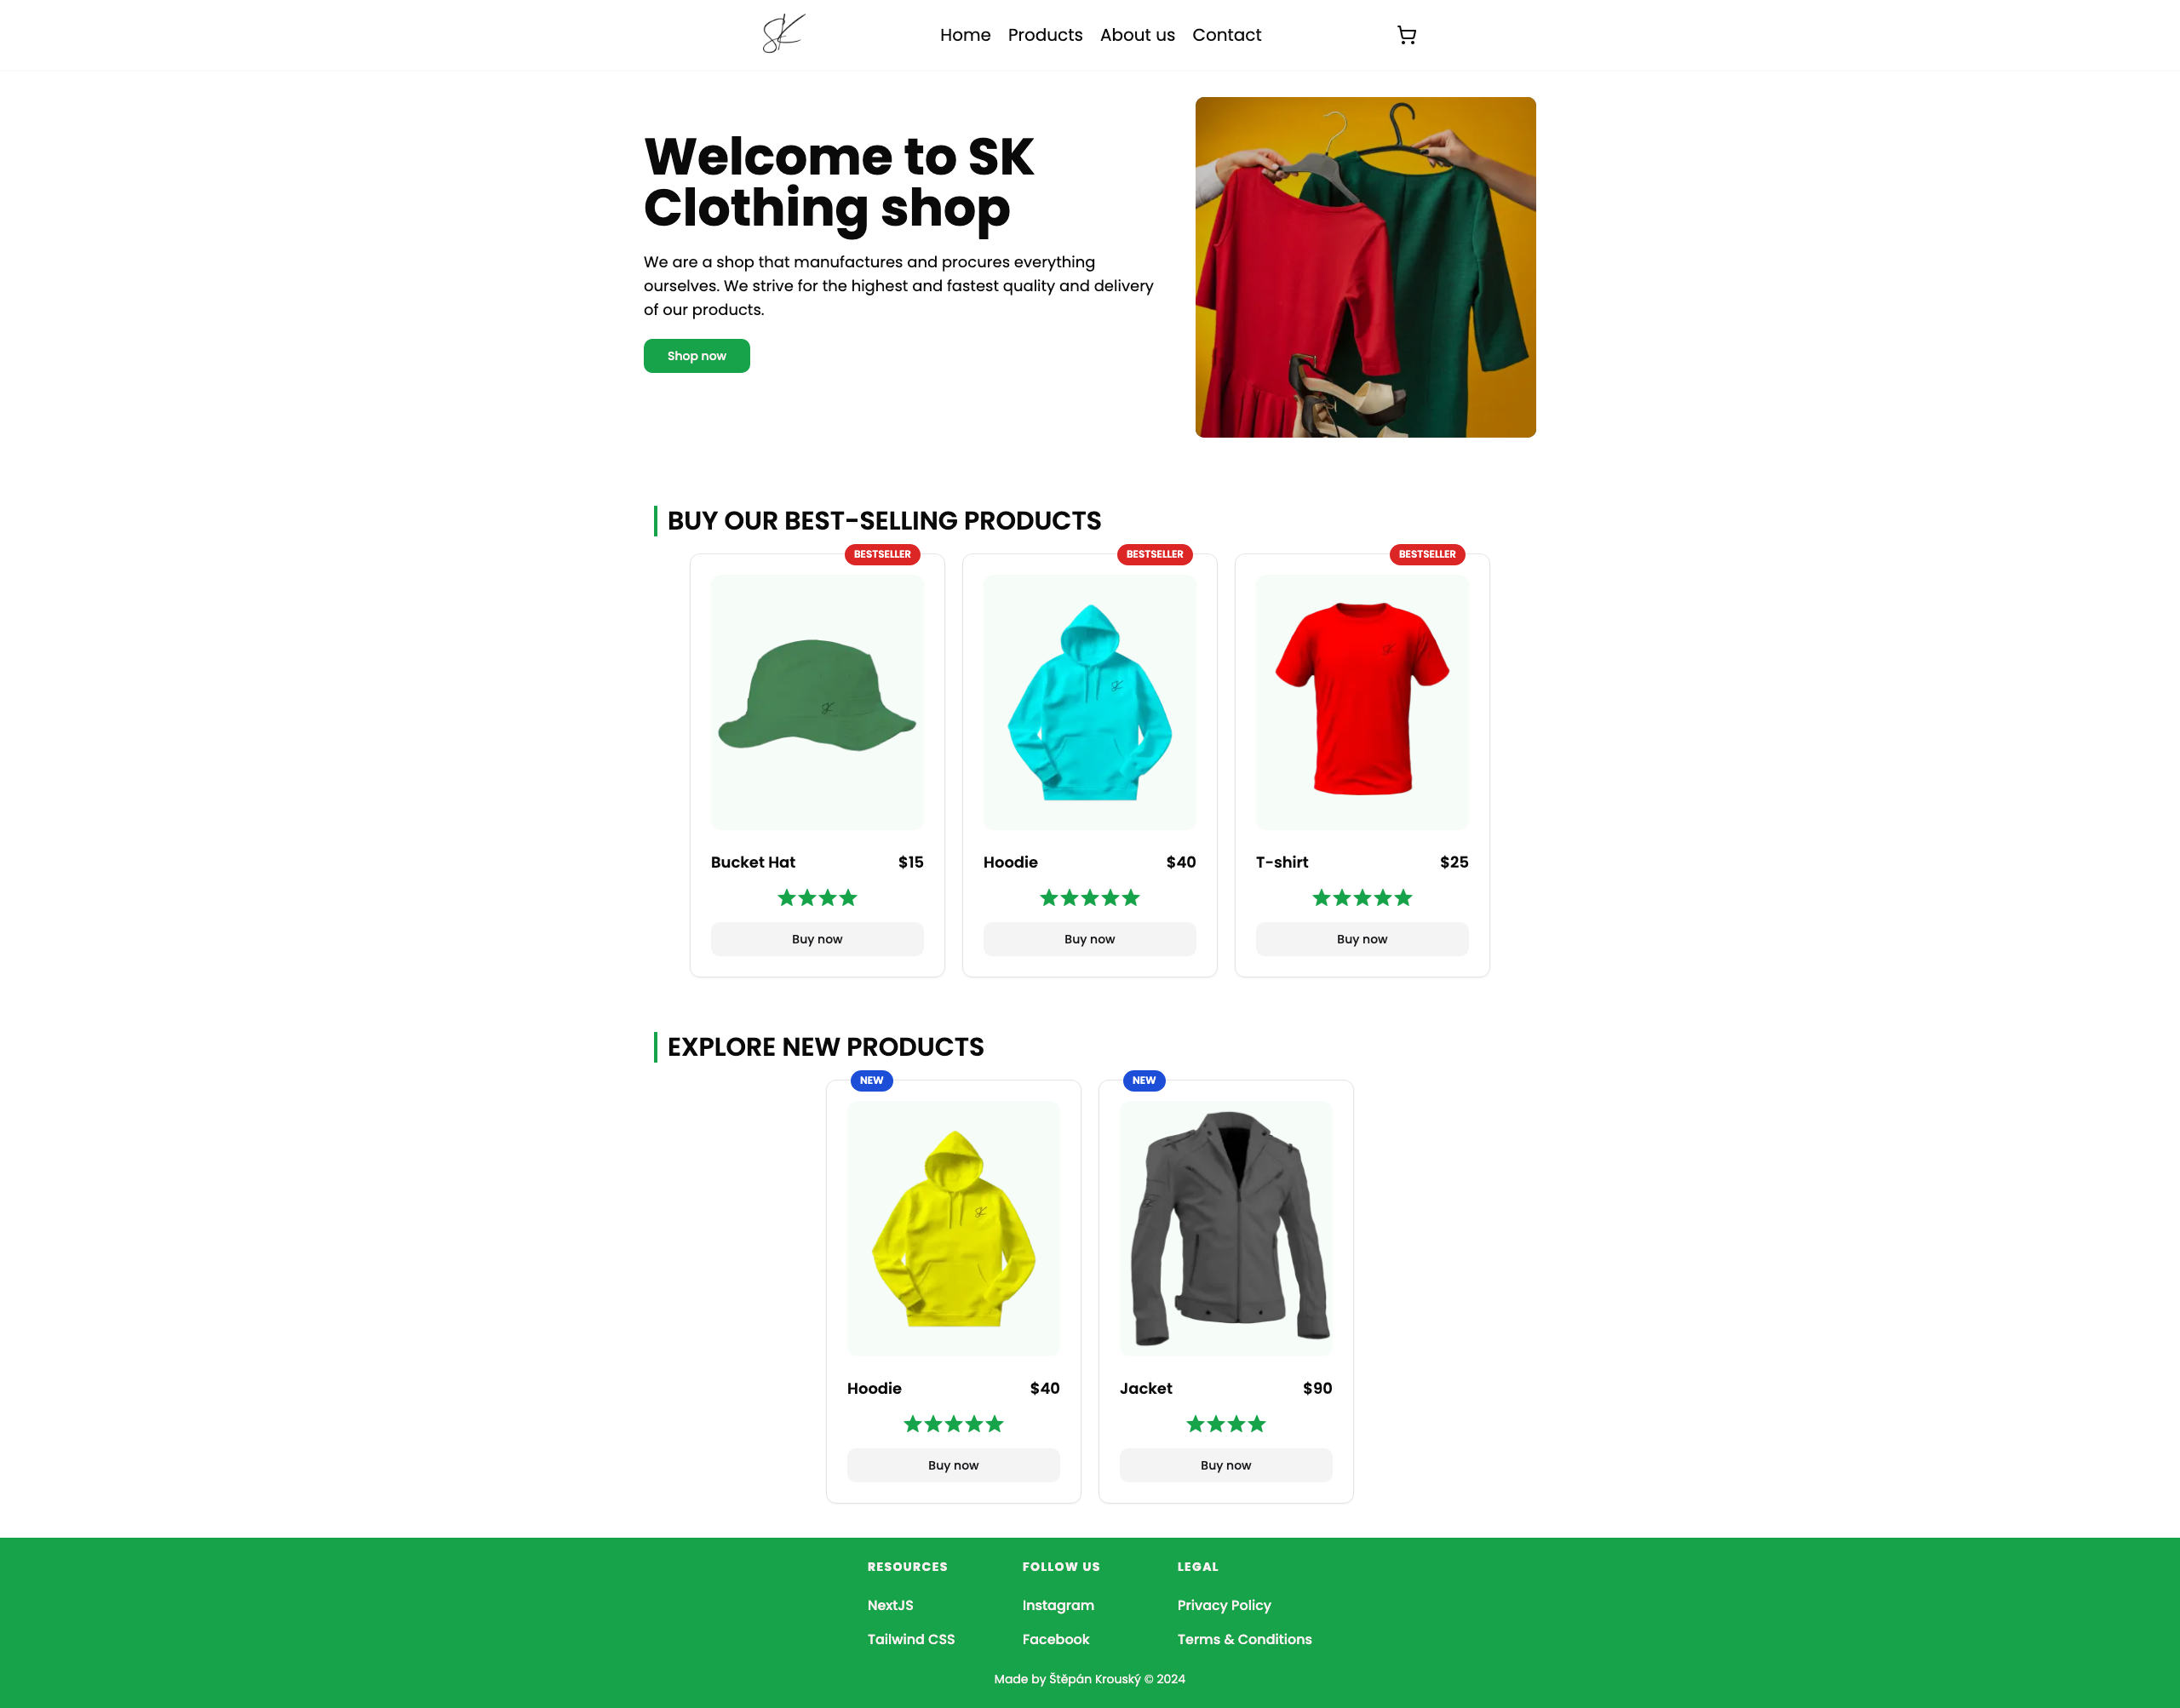 SK
Home Products About us Contact
Welcome to SK
Clothing shop
We are a shop that manufactures and procures everything
ourselves. We strive for the highest and fastest quality and delivery
of our products.
Shop now
BUY OUR BEST-SELLING PRODUCTS
BESTSELLER BESTSELLER BESTSELLER
SK SK SK
Bucket Hat $15 Hoodie $40 T-shirt $25
Buy now Buy now Buy now
EXPLORE NEW PRODUCTS
NEW NEW
SK
Hoodie $40 Jacket $90
Buy now Buy now
RESOURCES FOLLOW US LEGAL
NextJS Instagram Privacy Policy
Tailwind CSS Facebook Terms & Conditions
Made by Štěpán Krouský © 2024